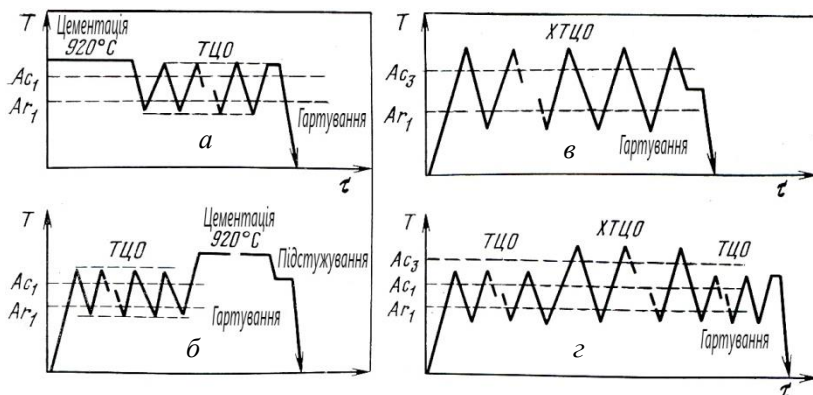 T
Цементація
920°C
ТЦО
Ac₁
Ar₁
Гартування
а
τ
T
ХТЦО
Ac₃
Ar₁
Гартування
в
τ
T
ТЦО
Цементація
920°C
Підстужування
Ac₁
Ar₁
Гартування
б
T
ТЦО
ХТЦО
ТЦО
Ac₃
Ac₁
Ar₁
Гартування
г
τ